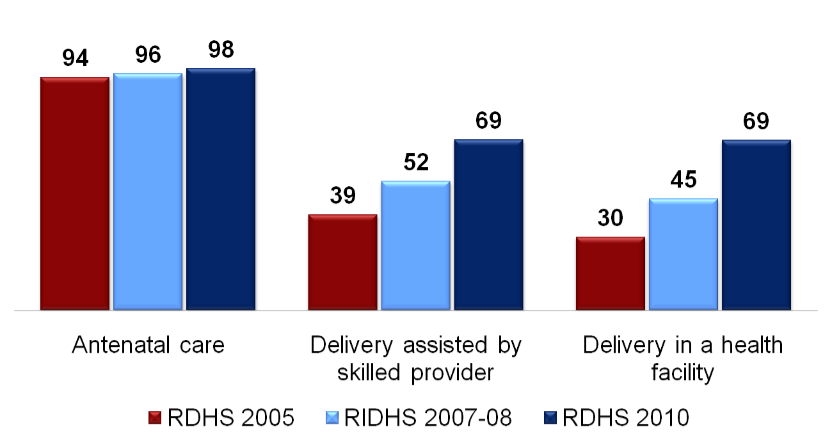 94
96
98
39
52
69
30
45
69
Antenatal care
Delivery assisted by
skilled provider
Delivery in a health
facility
RDHS 2005 RIDHS 2007-08 RDHS 2010